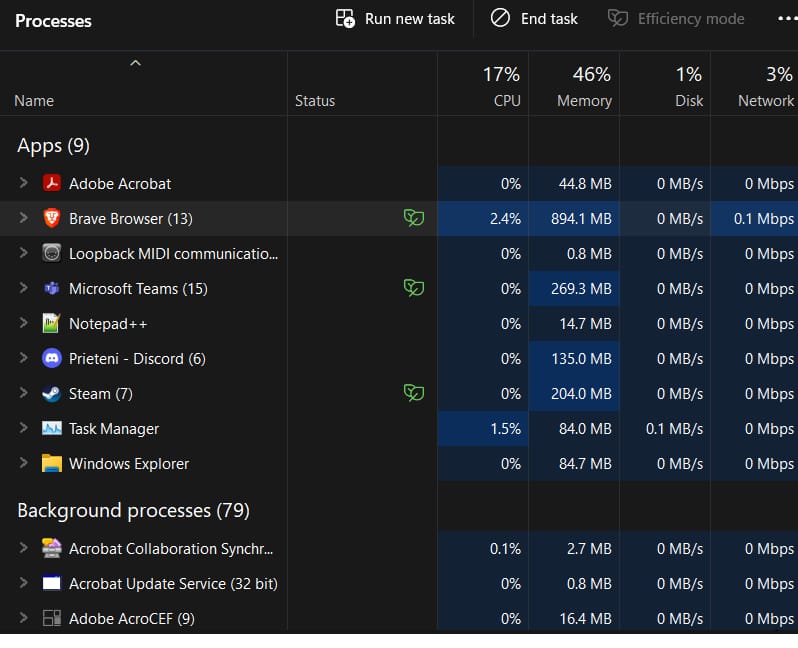 Processes Run new task End task Efficiency mode
17% 46% 1% 3%
Name Status CPU Memory Disk Network
Apps (9)
Adobe Acrobat 0% 44.8 MB 0 MB/s 0 Mbps
Brave Browser (13) 2.4% 894.1 MB 0 MB/s 0.1 Mbps
Loopback MIDI communicatio... 0% 0.8 MB 0 MB/s 0 Mbps
Microsoft Teams (15) 0% 269.3 MB 0 MB/s 0 Mbps
Notepad++ 0% 14.7 MB 0 MB/s 0 Mbps
Prieteni - Discord (6) 0% 135.0 MB 0 MB/s 0 Mbps
Steam (7) 0% 204.0 MB 0 MB/s 0 Mbps
Task Manager 1.5% 84.0 MB 0.1 MB/s 0 Mbps
Windows Explorer 0% 84.7 MB 0 MB/s 0 Mbps
Background processes (79)
Acrobat Collaboration Synchr... 0.1% 2.7 MB 0 MB/s 0 Mbps
Acrobat Update Service (32 bit) 0% 0.8 MB 0 MB/s 0 Mbps
Adobe AcroCEF (9) 0% 16.4 MB 0 MB/s 0 Mbps